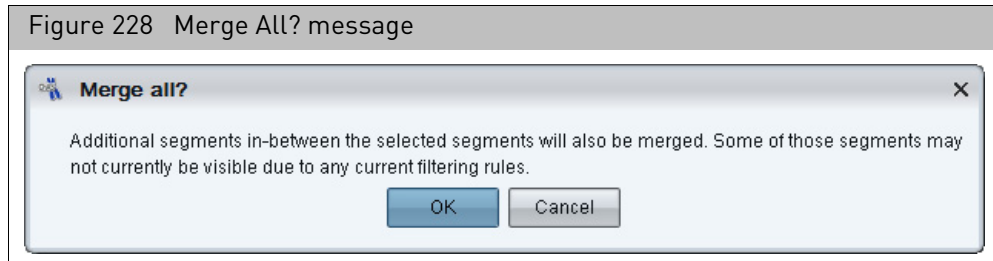 Figure 228 Merge All? message
Merge all?
Additional segments in-between the selected segments will also be merged. Some of those segments may
not currently be visible due to any current filtering rules.
OK Cancel